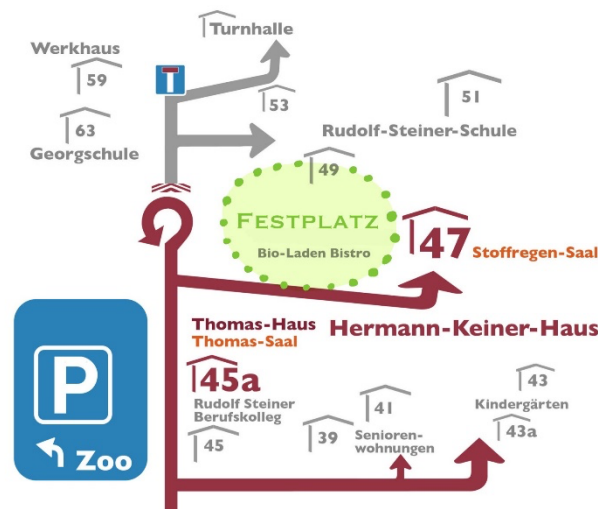 Turnhalle
Werkhaus
59
53
51
63
Georgschule
Rudolf-Steiner-Schule
49
FESTPLATZ
Bio-Laden Bistro
47
Stoffregen-Saal
Thomas-Haus
Thomas-Saal
Hermann-Keiner-Haus
45a
Rudolf Steiner
Berufskolleg
45
39
41
Senioren-
wohnungen
43
Kindergärten
43a
P
Zoo